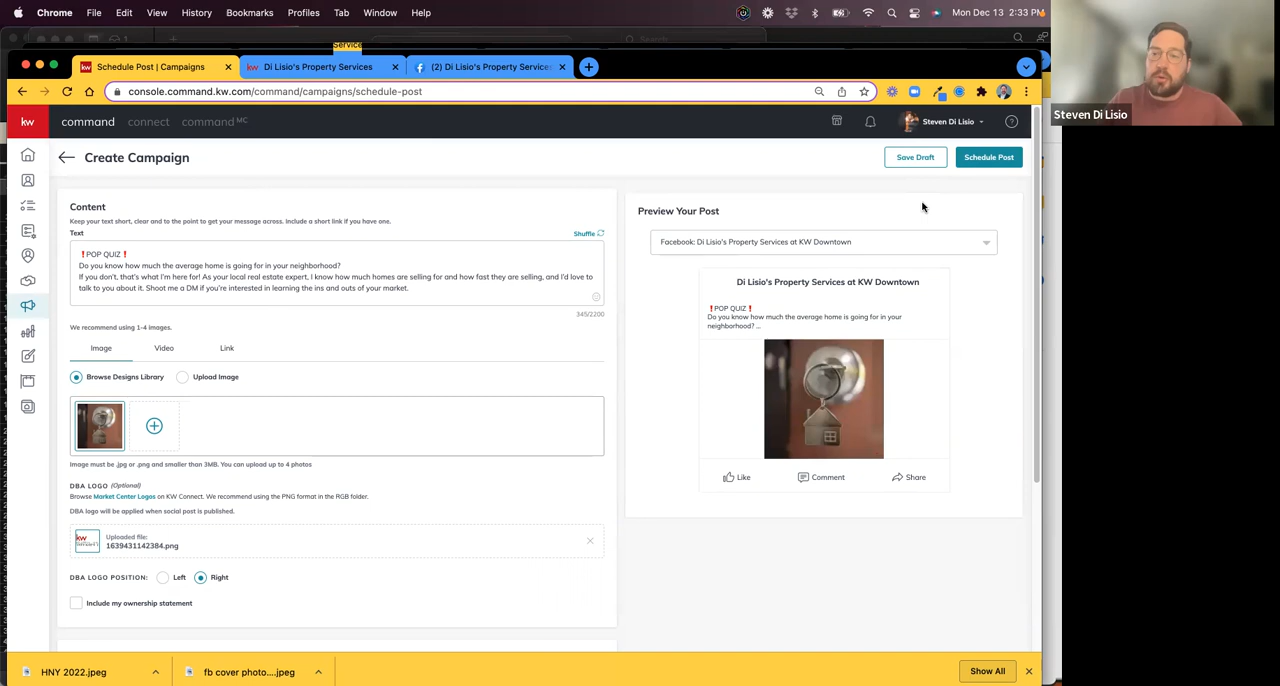 Chrome File Edit View History Bookmarks Profiles Tab Window Help
Mon Dec 13 2:33 PM
Search
Service
kw Schedule Post | Campaigns
kw Di Lisio's Property Services
(2) Di Lisio's Property Services
console.command.kw.com/command/campaigns/schedule-post
kw command connect command MC
Steven Di Lisio
Steven Di Lisio
Create Campaign
Save Draft
Schedule Post
Content
Keep your text short, clear and to the point to get your message across. Include a short link if you have one.
Text
Shuffle
❗POP QUIZ❗
Do you know how much the average home is going for in your neighborhood?
If you don't, that's what I'm here for! As your local real estate expert, I know how much homes are selling for and how fast they are selling, and I'd love to
talk to you about it. Shoot me a DM if you're interested in learning the ins and outs of your market.
345/2200
We recommend using 1-4 images.
Image Video Link
Browse Designs Library Upload Image
Image must be .jpg or .png and smaller than 3MB. You can upload up to 4 photos
DBA LOGO (Optional)
Browse Market Center Logos on KW Connect. We recommend using the PNG format in the RGB folder.
DBA logo will be applied when social post is published.
kw
Uploaded file:
1639431142384.png
DBA LOGO POSITION: Left Right
Include my ownership statement
Preview Your Post
Facebook: Di Lisio's Property Services at KW Downtown
Di Lisio's Property Services at KW Downtown
❗POP QUIZ❗
Do you know how much the average home is going for in your
neighborhood? ...
Like Comment Share
HNY 2022.jpeg
fb cover photo....jpeg
Show All